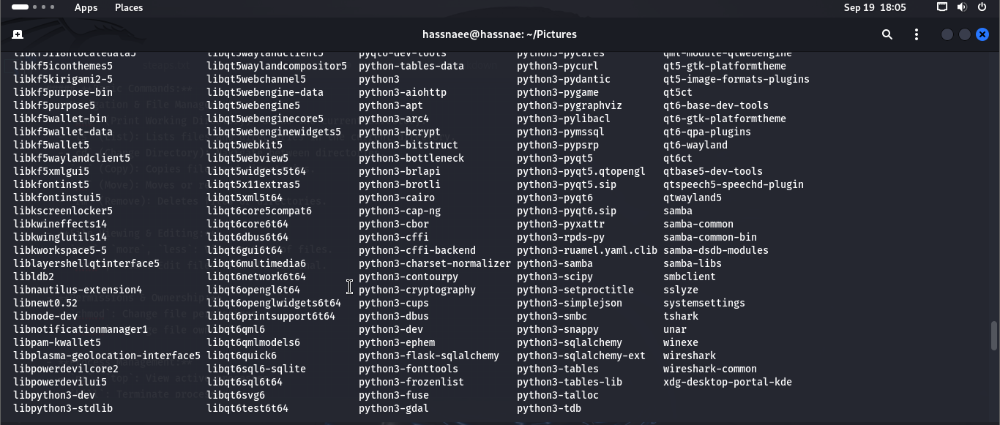 Apps Places Sep 19 18:05
hassnaee@hassnae: ~/Pictures
libkf5i18nlocaledata5 libqt5waylandclient5 pyqt6-dev-tools python3-pycares qml-module-qtwebengine
libkf5iconthemes5 libqt5waylandcompositor5 python-tables-data python3-pycurl qt5-gtk-platformtheme
libkf5kirigami2-5 libqt5webchannel5 python3 python3-pydantic qt5-image-formats-plugins
libkf5purpose-bin libqt5webengine-data python3-aiohttp python3-pygame qt5ct
libkf5purpose5 libqt5webengine5 python3-apt python3-pygraphviz qt6-base-dev-tools
libkf5wallet-bin libqt5webenginecore5 python3-arc4 python3-pylibacl qt6-gtk-platformtheme
libkf5wallet-data libqt5webenginewidgets5 python3-bcrypt python3-pymssql qt6-qpa-plugins
libkf5wallet5 libqt5webkit5 python3-bitstruct python3-pypsrp qt6-wayland
libkf5waylandclient5 libqt5webview5 python3-bottleneck python3-pyqt5 qt6ct
libkf5xmlgui5 libqt5widgets5t64 python3-brlapi python3-pyqt5.qtopengl qtbase5-dev-tools
libkfontinst5 libqt5x11extras5 python3-brotli python3-pyqt5.sip qtspeech5-speechd-plugin
libkfontinstui5 libqt5xml5t64 python3-cairo python3-pyqt6 qtwayland5
libkscreenlocker5 libqt6core5compat6 python3-cap-ng python3-pyqt6.sip samba
libkwineffects14 libqt6core6t64 python3-cbor python3-pyxattr samba-common
libkwinglutils14 libqt6dbus6t64 python3-cffi python3-rpds-py samba-common-bin
libkworkspace5-5 libqt6gui6t64 python3-cffi-backend python3-ruamel.yaml.clib samba-dsdb-modules
liblayershellqtinterface5 libqt6multimedia6 python3-charset-normalizer python3-samba samba-libs
libldb2 libqt6network6t64 python3-contourpy python3-scipy smbclient
libnautilus-extension4 libqt6opengl6t64 python3-cryptography python3-setproctitle sslyze
libnewt0.52 libqt6openglwidgets6t64 python3-cups python3-simplejson systemsettings
libnode-dev libqt6printsupport6t64 python3-dbus python3-smbc tshark
libnotificationmanager1 libqt6qml6 python3-dev python3-snappy unar
libpam-kwallet5 libqt6qmlmodels6 python3-ephem python3-sqlalchemy winexe
libplasma-geolocation-interface5 libqt6quick6 python3-flask-sqlalchemy python3-sqlalchemy-ext wireshark
libpowerdevilcore2 libqt6sql6-sqlite python3-fonttools python3-tables wireshark-common
libpowerdevilui5 libqt6sql6t64 python3-frozenlist python3-tables-lib xdg-desktop-portal-kde
libpython3-dev libqt6svg6 python3-fuse python3-talloc
libpython3-stdlib libqt6test6t64 python3-gdal python3-tdb